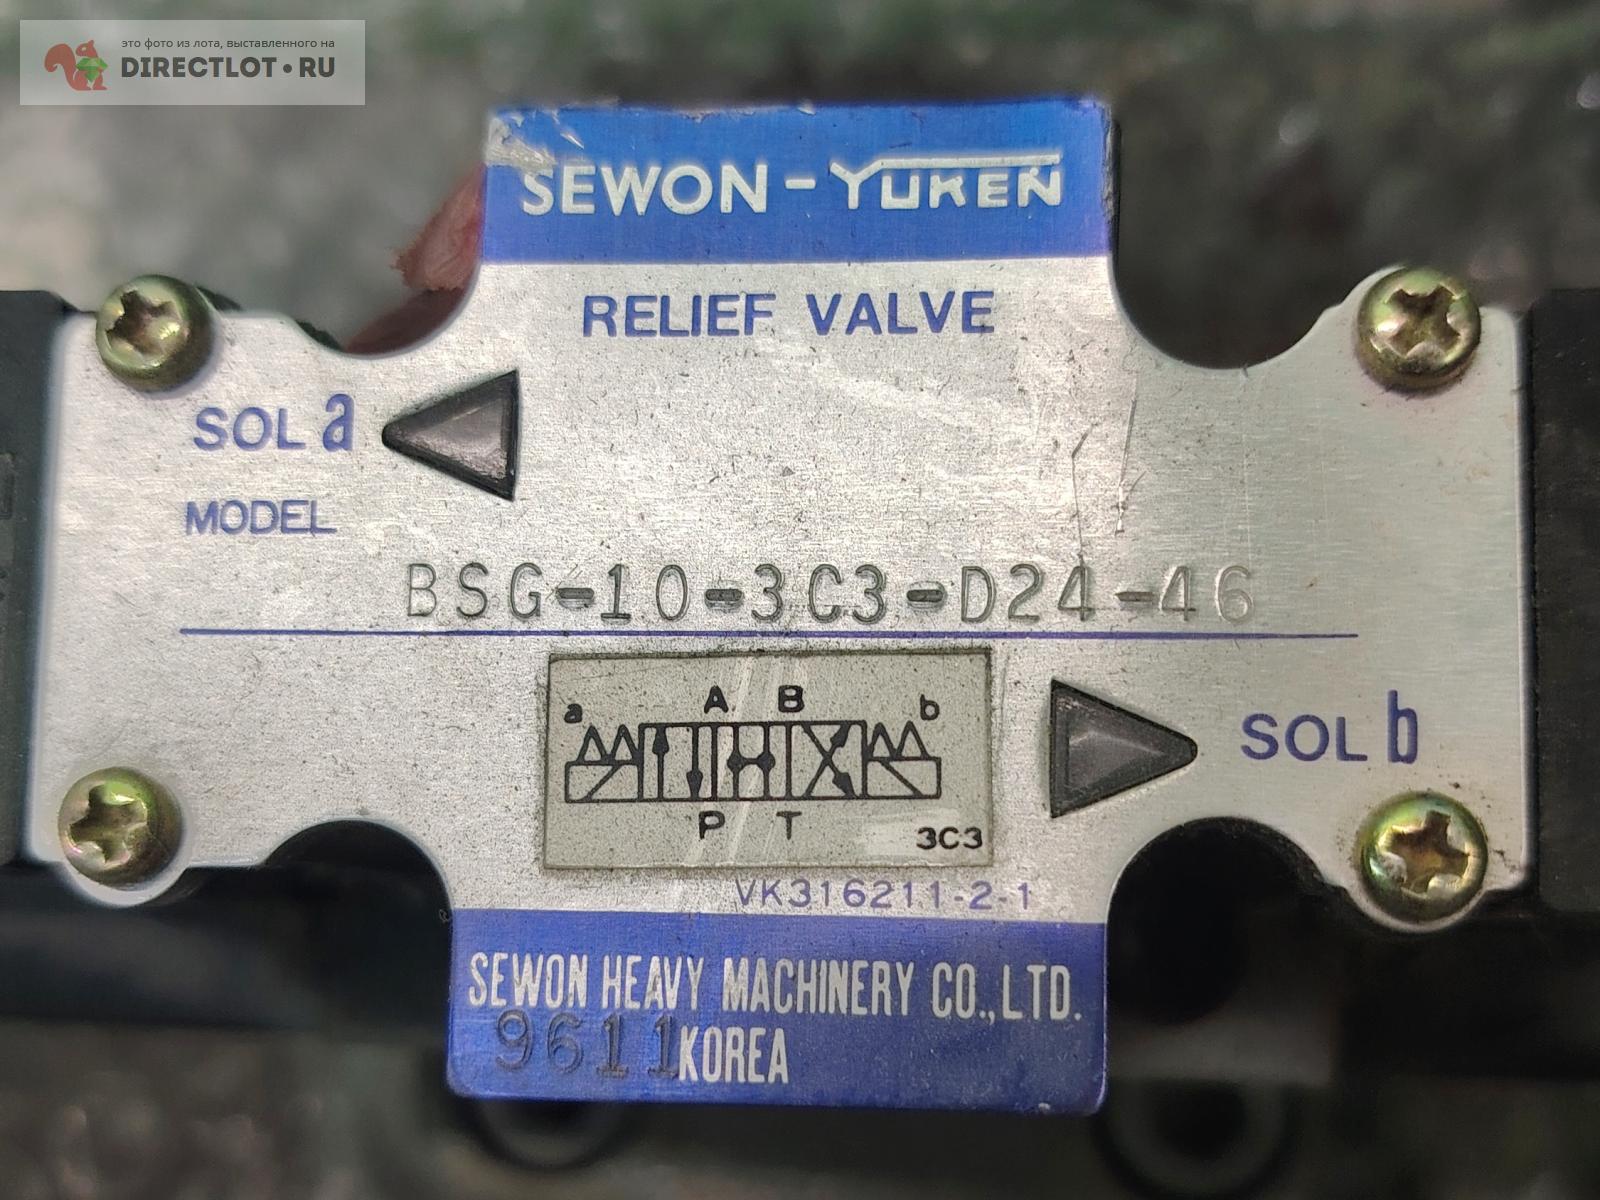 это фото из лота, выставленного на
DIRECTLOT•RU
SEWON-YUKEN
RELIEF VALVE
SOL a
MODEL
BSG-10-3C3-D24-46
A B
a b
SOL b
P T
3C3
VK316211-2-1
SEWON HEAVY MACHINERY CO.,LTD.
9611 KOREA